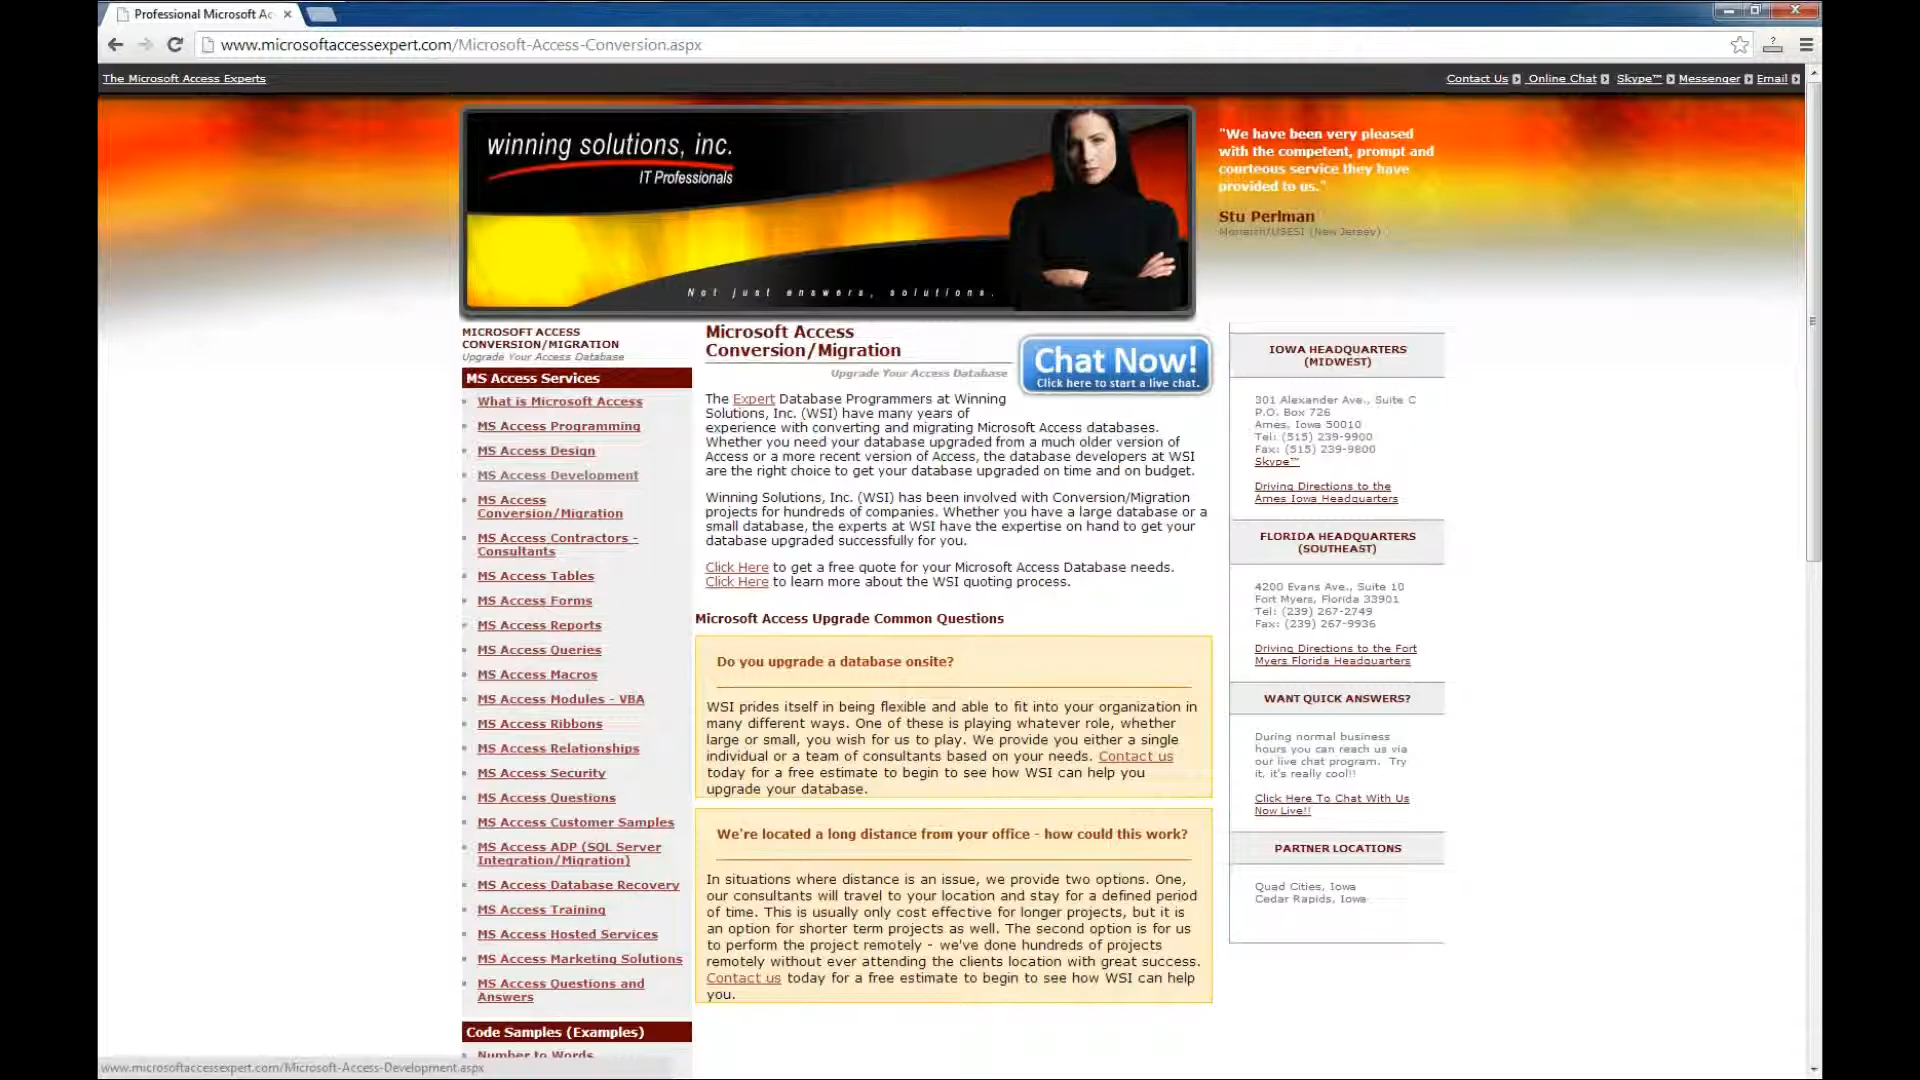 Professional Microsoft Ac
www.microsoftaccessexpert.com/Microsoft-Access-Conversion.aspx
The Microsoft Access Experts
Contact Us Online Chat Skype™ Messenger Email
winning solutions, inc.
IT Professionals
Not just answers, solutions.
"We have been very pleased
with the competent, prompt and
courteous service they have
provided to us."
Stu Perlman
Monarch/USESI (New Jersey)
MICROSOFT ACCESS
CONVERSION/MIGRATION
Upgrade Your Access Database
MS Access Services
What is Microsoft Access
MS Access Programming
MS Access Design
MS Access Development
MS Access
Conversion/Migration
MS Access Contractors -
Consultants
MS Access Tables
MS Access Forms
MS Access Reports
MS Access Queries
MS Access Macros
MS Access Modules - VBA
MS Access Ribbons
MS Access Relationships
MS Access Security
MS Access Questions
MS Access Customer Samples
MS Access ADP (SQL Server
Integration/Migration)
MS Access Database Recovery
MS Access Training
MS Access Hosted Services
MS Access Marketing Solutions
MS Access Questions and
Answers
Code Samples (Examples)
Number to Words
Microsoft Access
Conversion/Migration
Upgrade Your Access Database
Chat Now!
Click here to start a live chat.
The Expert Database Programmers at Winning
Solutions, Inc. (WSI) have many years of
experience with converting and migrating Microsoft Access databases.
Whether you need your database upgraded from a much older version of
Access or a more recent version of Access, the database developers at WSI
are the right choice to get your database upgraded on time and on budget.
Winning Solutions, Inc. (WSI) has been involved with Conversion/Migration
projects for hundreds of companies. Whether you have a large database or a
small database, the experts at WSI have the expertise on hand to get your
database upgraded successfully for you.
Click Here to get a free quote for your Microsoft Access Database needs.
Click Here to learn more about the WSI quoting process.
Microsoft Access Upgrade Common Questions
Do you upgrade a database onsite?
WSI prides itself in being flexible and able to fit into your organization in
many different ways. One of these is playing whatever role, whether
large or small, you wish for us to play. We provide you either a single
individual or a team of consultants based on your needs. Contact us
today for a free estimate to begin to see how WSI can help you
upgrade your database.
We're located a long distance from your office - how could this work?
In situations where distance is an issue, we provide two options. One,
our consultants will travel to your location and stay for a defined period
of time. This is usually only cost effective for longer projects, but it is
an option for shorter term projects as well. The second option is for us
to perform the project remotely - we've done hundreds of projects
remotely without ever attending the clients location with great success.
Contact us today for a free estimate to begin to see how WSI can help
you.
IOWA HEADQUARTERS
(MIDWEST)
301 Alexander Ave., Suite C
P.O. Box 726
Ames, Iowa 50010
Tel: (515) 239-9900
Fax: (515) 239-9800
Skype™
Driving Directions to the
Ames Iowa Headquarters
FLORIDA HEADQUARTERS
(SOUTHEAST)
4200 Evans Ave., Suite 10
Fort Myers, Florida 33901
Tel: (239) 267-2749
Fax: (239) 267-9936
Driving Directions to the Fort
Myers Florida Headquarters
WANT QUICK ANSWERS?
During normal business
hours you can reach us via
our live chat program. Try
it, it's really cool!!
Click Here To Chat With Us
Now Live!!
PARTNER LOCATIONS
Quad Cities, Iowa
Cedar Rapids, Iowa
www.microsoftaccessexpert.com/Microsoft-Access-Development.aspx